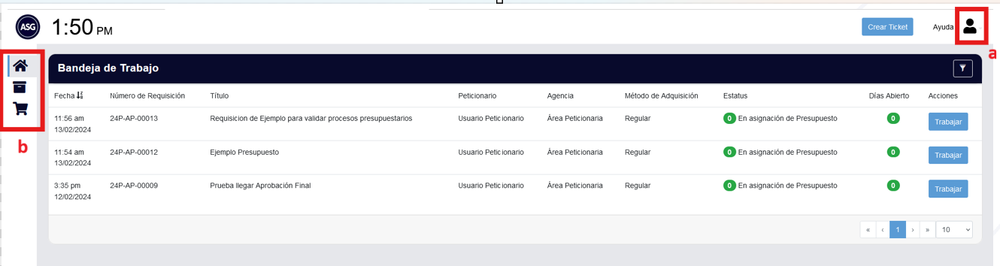 ASG
1:50 PM
Crear Ticket
Ayuda
a
b
Bandeja de Trabajo
Fecha Número de Requisición Título Peticionario Agencia Método de Adquisición Estatus Días Abierto Acciones
11:56 am 24P-AP-00013 Requisicion de Ejemplo para validar procesos presupuestarios Usuario Peticionario Área Peticionaria Regular 0 En asignación de Presupuesto 0 Trabajar
13/02/2024
11:54 am 24P-AP-00012 Ejemplo Presupuesto Usuario Peticionario Área Peticionaria Regular 0 En asignación de Presupuesto 0 Trabajar
13/02/2024
3:35 pm 24P-AP-00009 Prueba llegar Aprobación Final Usuario Peticionario Área Peticionaria Regular 0 En asignación de Presupuesto 0 Trabajar
12/02/2024
« ‹ 1 › » 10